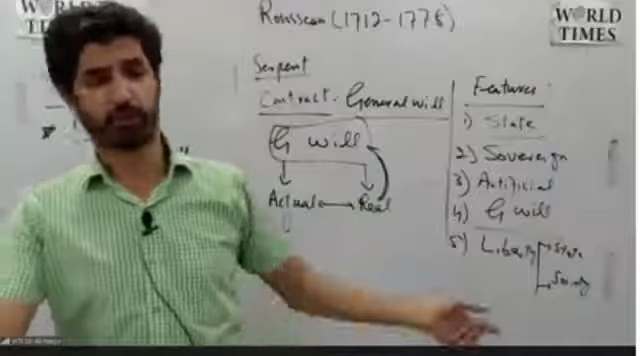 WORLD
TI
WORLD
TIMES
Rousseau (1712-1778)
Serpent
Contract. General will
G will
Actual
Real
Features.
1) State
2) Sovereign
3) Artificial
4) G will
5) Liberty
State
Society